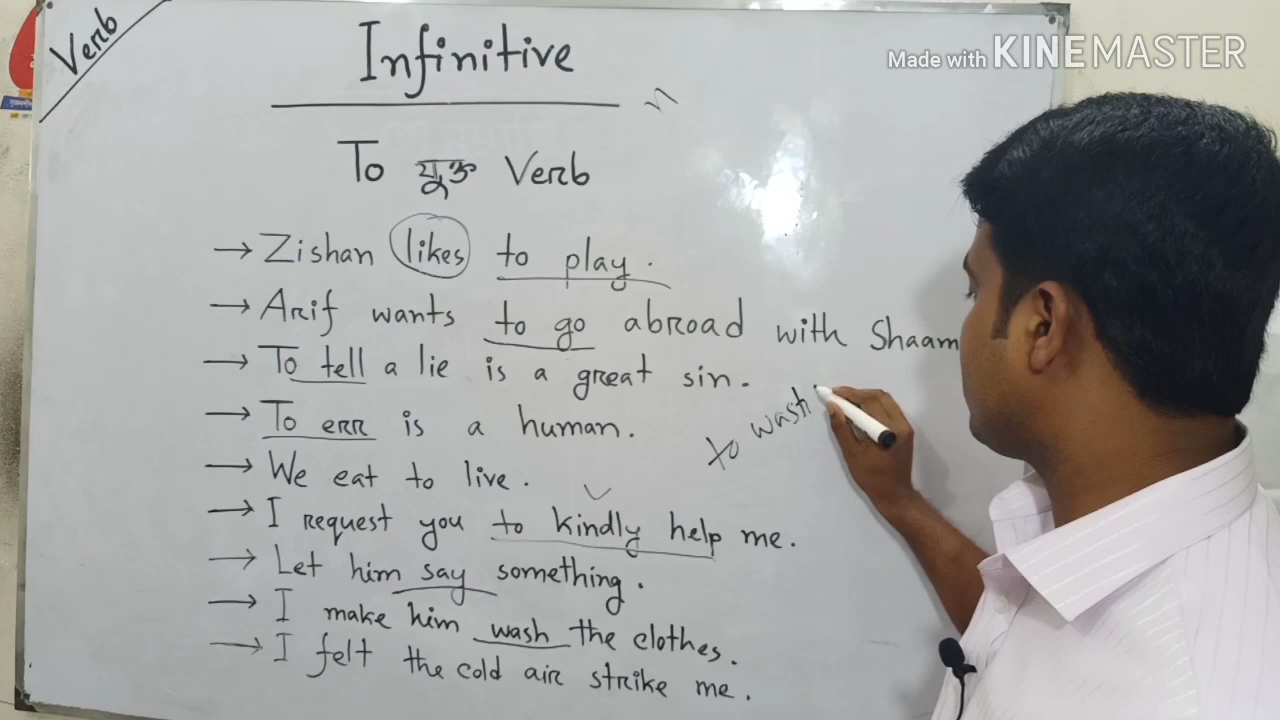 Verb
Infinitive
n
Made with KINEMASTER
To যুক্ত Verb
→ Zishan likes to play.
→ Arif wants to go abroad with Shaam
→ To tell a lie is a great sin.
→ To err is a human.
to wash
→ We eat to live.
→ I request you to kindly help me.
→ Let him say something.
→ I make him wash the clothes.
→ I felt the cold air strike me.